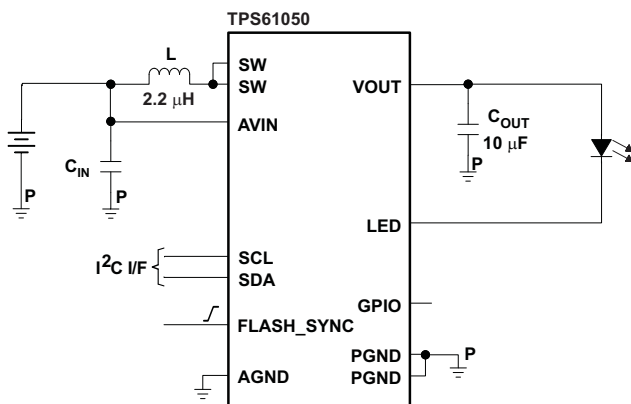 TPS61050
L
2.2 μH
SW
SW
AVIN
C_IN
P
P
I²C I/F
SCL
SDA
FLASH_SYNC
AGND
VOUT
C_OUT
10 μF
P
LED
GPIO
PGND
PGND
P